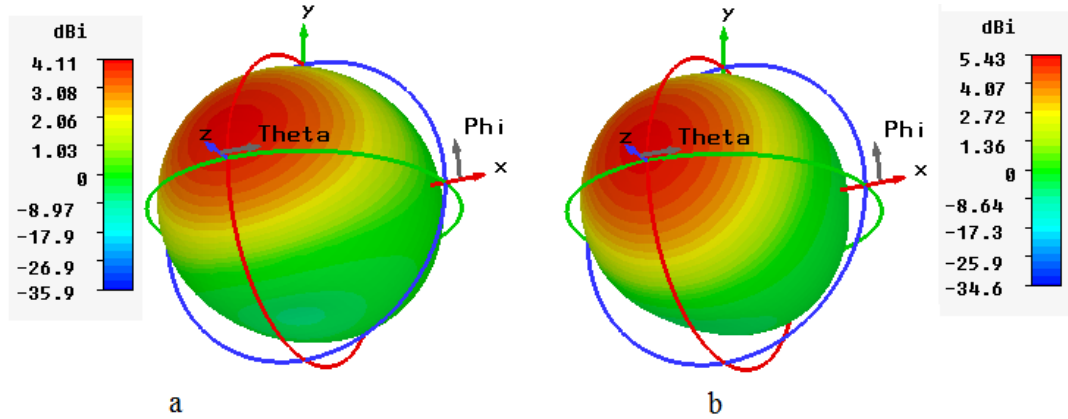 dBi
4.11
3.08
2.06
1.03
0
-8.97
-17.9
-26.9
-35.9
y
z
Theta
Phi
x
a
y
z
Theta
Phi
x
b
dBi
5.43
4.07
2.72
1.36
0
-8.64
-17.3
-25.9
-34.6